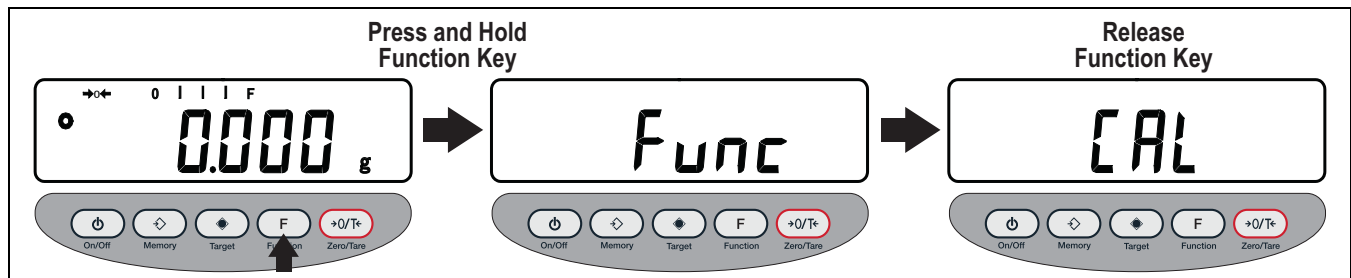 Press and Hold
Function Key
Release
Function Key
→0← 0 F
0.000 g
Func
CAL
F →0/T←
On/Off Memory Target Function Zero/Tare
F →0/T←
On/Off Memory Target Function Zero/Tare
F →0/T←
On/Off Memory Target Function Zero/Tare